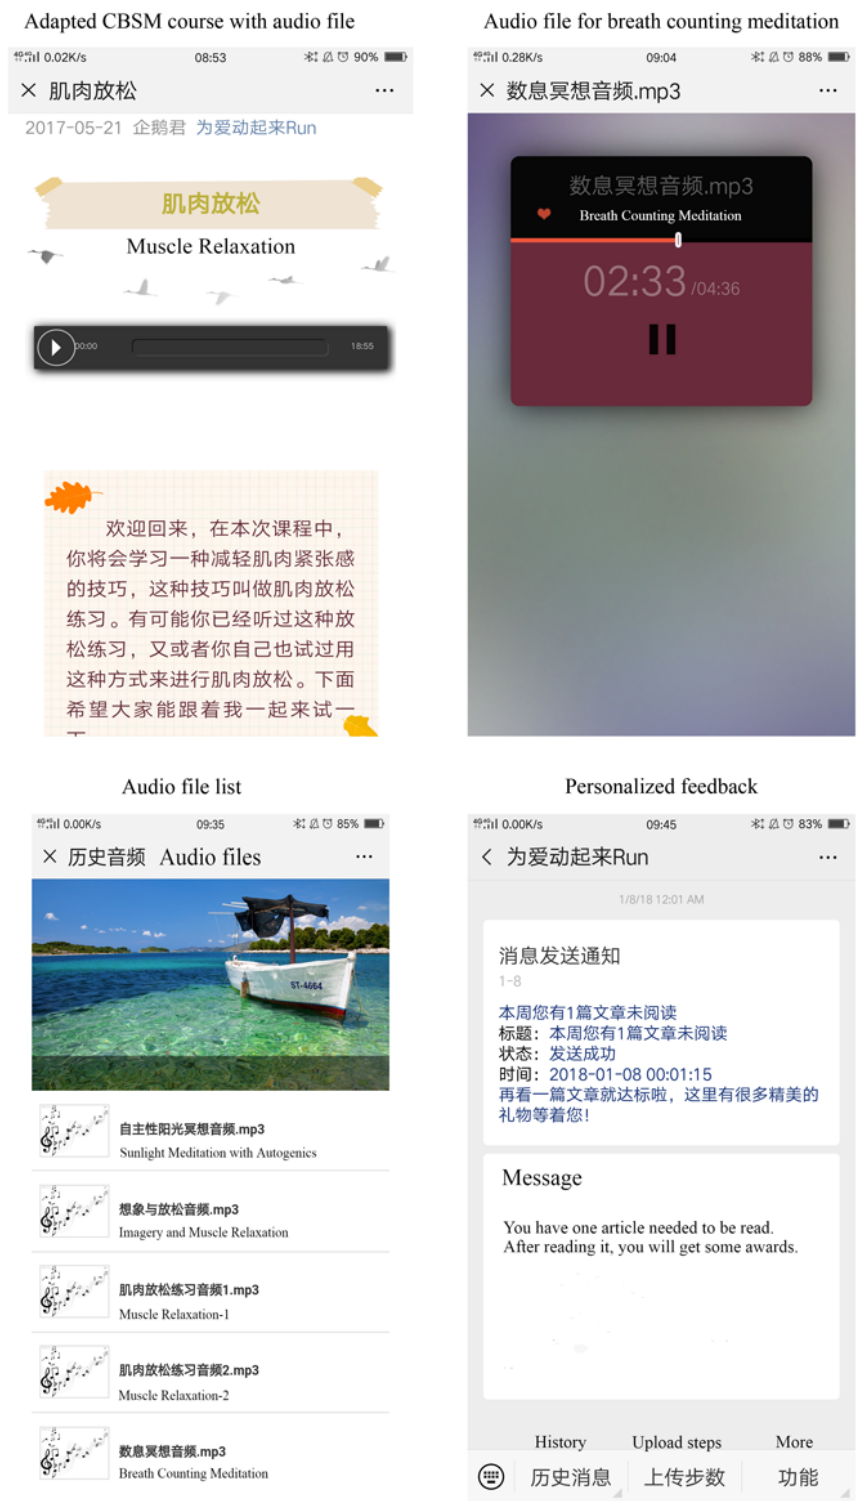 Adapted CBSM course with audio file
0.02K/s 08:53 90%
肌肉放松
2017-05-21 企鹅君 为爱动起来Run
肌肉放松
Muscle Relaxation
00:00 18:55
欢迎回来，在本次课程中，
你将会学习一种减轻肌肉紧张感
的技巧，这种技巧叫做肌肉放松
练习。有可能你已经听过这种放
松练习，又或者你自己也试过用
这种方式来进行肌肉放松。下面
希望大家能跟着我一起来试一
Audio file for breath counting meditation
0.28K/s 09:04 88%
数息冥想音频.mp3
数息冥想音频.mp3
Breath Counting Meditation
02:33 /04:36
Audio file list
0.00K/s 09:35 85%
历史音频 Audio files
ST-4664
自主性阳光冥想音频.mp3
Sunlight Meditation with Autogenics
想象与放松音频.mp3
Imagery and Muscle Relaxation
肌肉放松练习音频1.mp3
Muscle Relaxation-1
肌肉放松练习音频2.mp3
Muscle Relaxation-2
数息冥想音频.mp3
Breath Counting Meditation
Personalized feedback
0.00K/s 09:45 83%
为爱动起来Run
1/8/18 12:01 AM
消息发送通知
1-8
本周您有1篇文章未阅读
标题：本周您有1篇文章未阅读
状态：发送成功
时间：2018-01-08 00:01:15
再看一篇文章就达标啦，这里有很多精美的
礼物等着您！
Message
You have one article needed to be read.
After reading it, you will get some awards.
History Upload steps More
历史消息 上传步数 功能